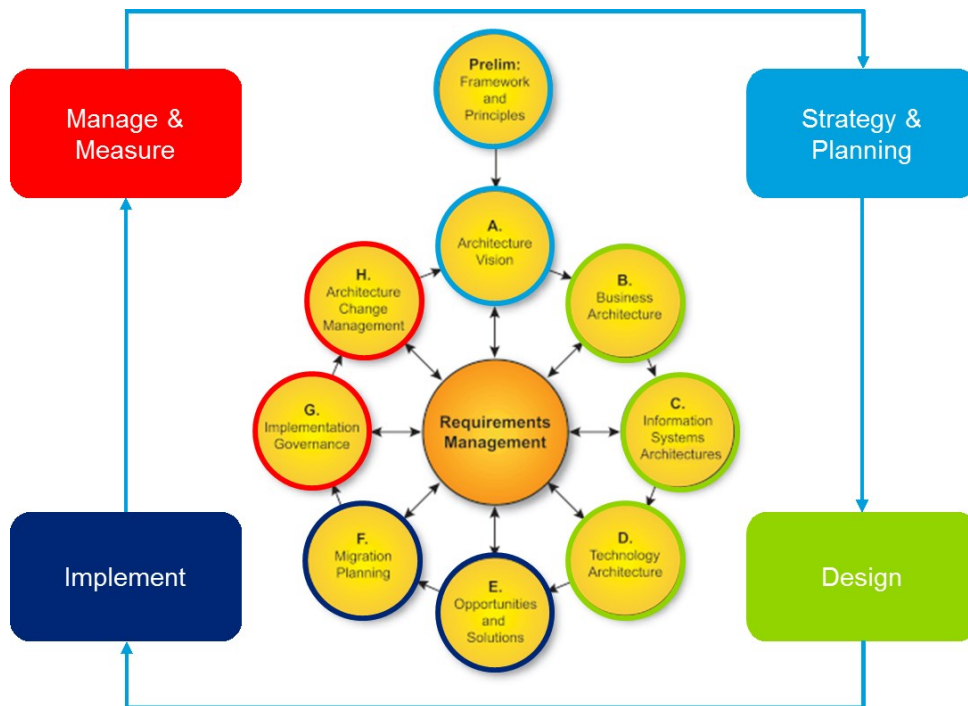 Manage &
Measure
Strategy &
Planning
Prelim:
Framework
and
Principles
A.
Architecture
Vision
B.
Business
Architecture
C.
Information
Systems
Architectures
D.
Technology
Architecture
E.
Opportunities
and
Solutions
F.
Migration
Planning
G.
Implementation
Governance
H.
Architecture
Change
Management
Requirements
Management
Implement
Design